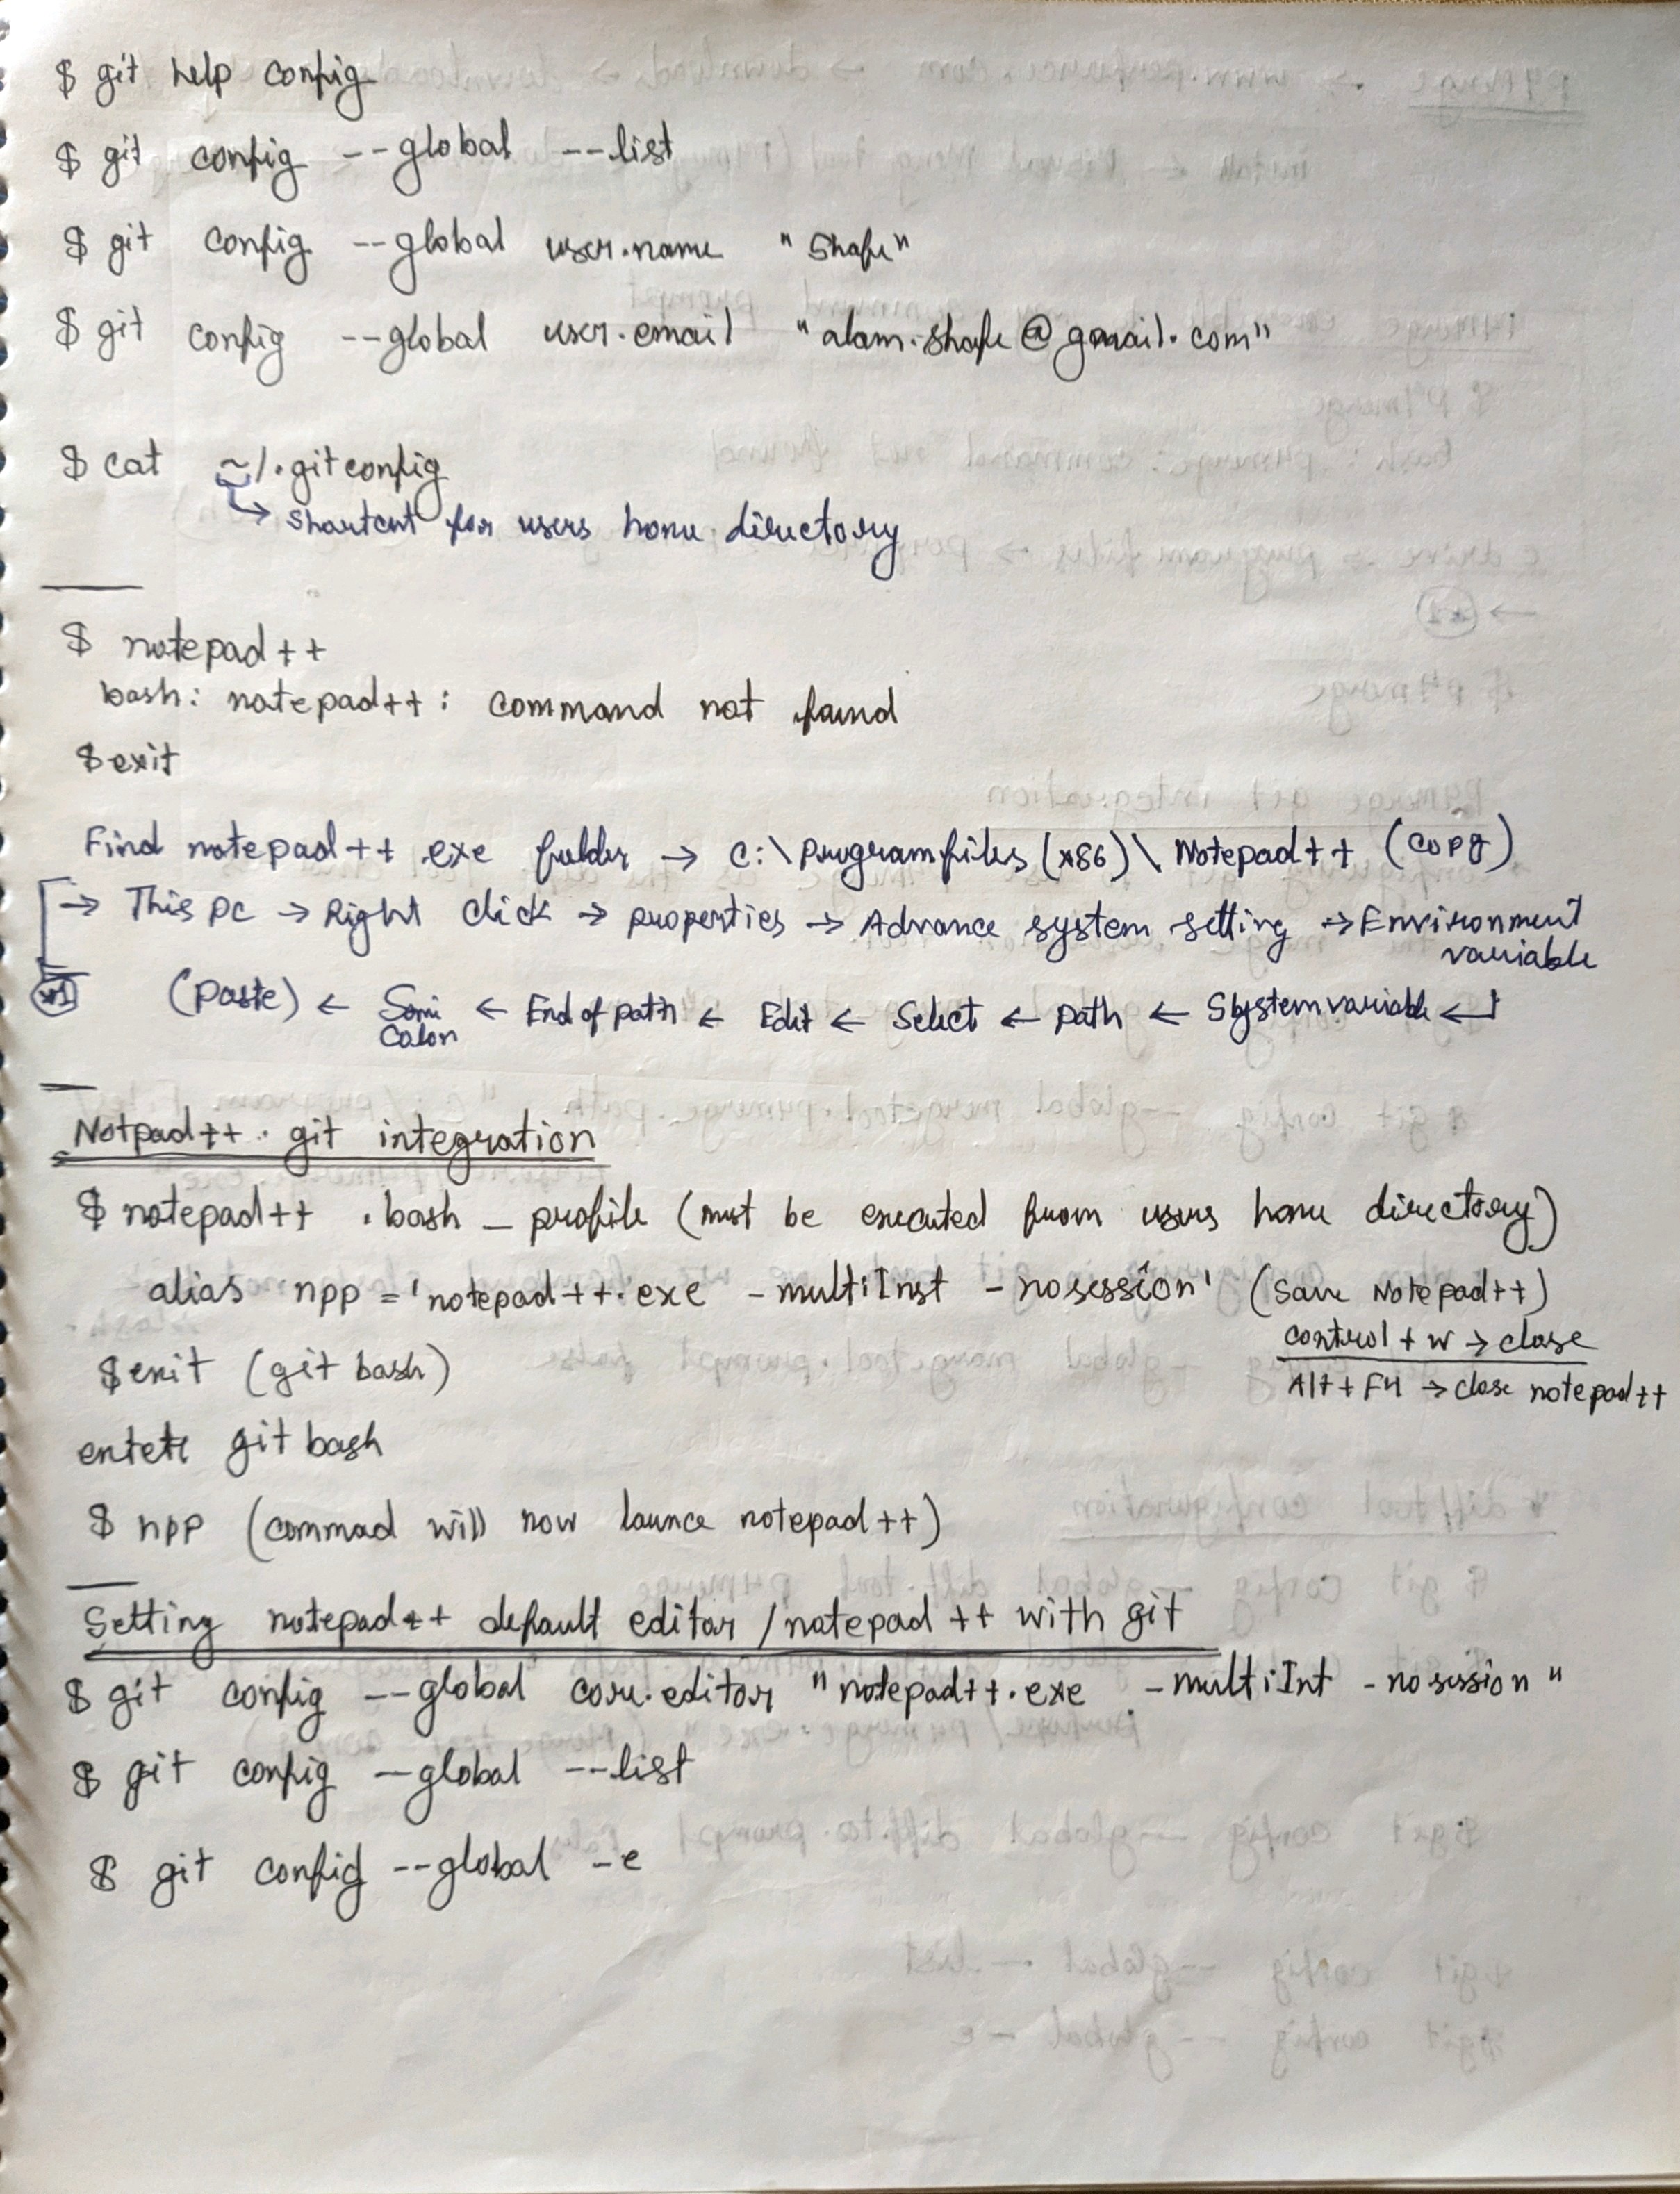 $ git help config
$ git config --global --list
$ git config --global user.name "Shafe"
$ git config --global user.email "alam.shafe@gmail.com"
$ cat ~/.gitconfig
↳ shortcut for users home directory
$ notepad++
bash: notepad++: command not found
$ exit
Find notepad++ .exe folder → C:\Programfiles (x86)\Notepad++ (copy)
→ This PC → Right Click → properties → Advance system setting → Environment
variable
*1 (paste) ← Semi ← End of path ← Edit ← Select ← path ← System variable ↵
Colon
Notpad++ . git integration
$ notepad++ .bash_profile (must be executed from users home directory)
alias npp = 'notepad++.exe -multiInst -nosession' (Save Notepad++)
control + w → close
$ exit (git bash)
Alt + F4 → close notepad++
enter git bash
$ npp (commad will now launce notepad++)
Setting notepad++ default editor /notepad ++ with git
$ git config --global core.editor "notepad++.exe -multiInt -nosession"
$ git config --global --list
$ git config --global -e